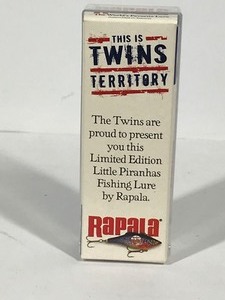 THIS IS
TWINS
TERRITORY
The Twins are
proud to present
you this
Limited Edition
Little Piranhas
Fishing Lure
by Rapala.
RAPALA